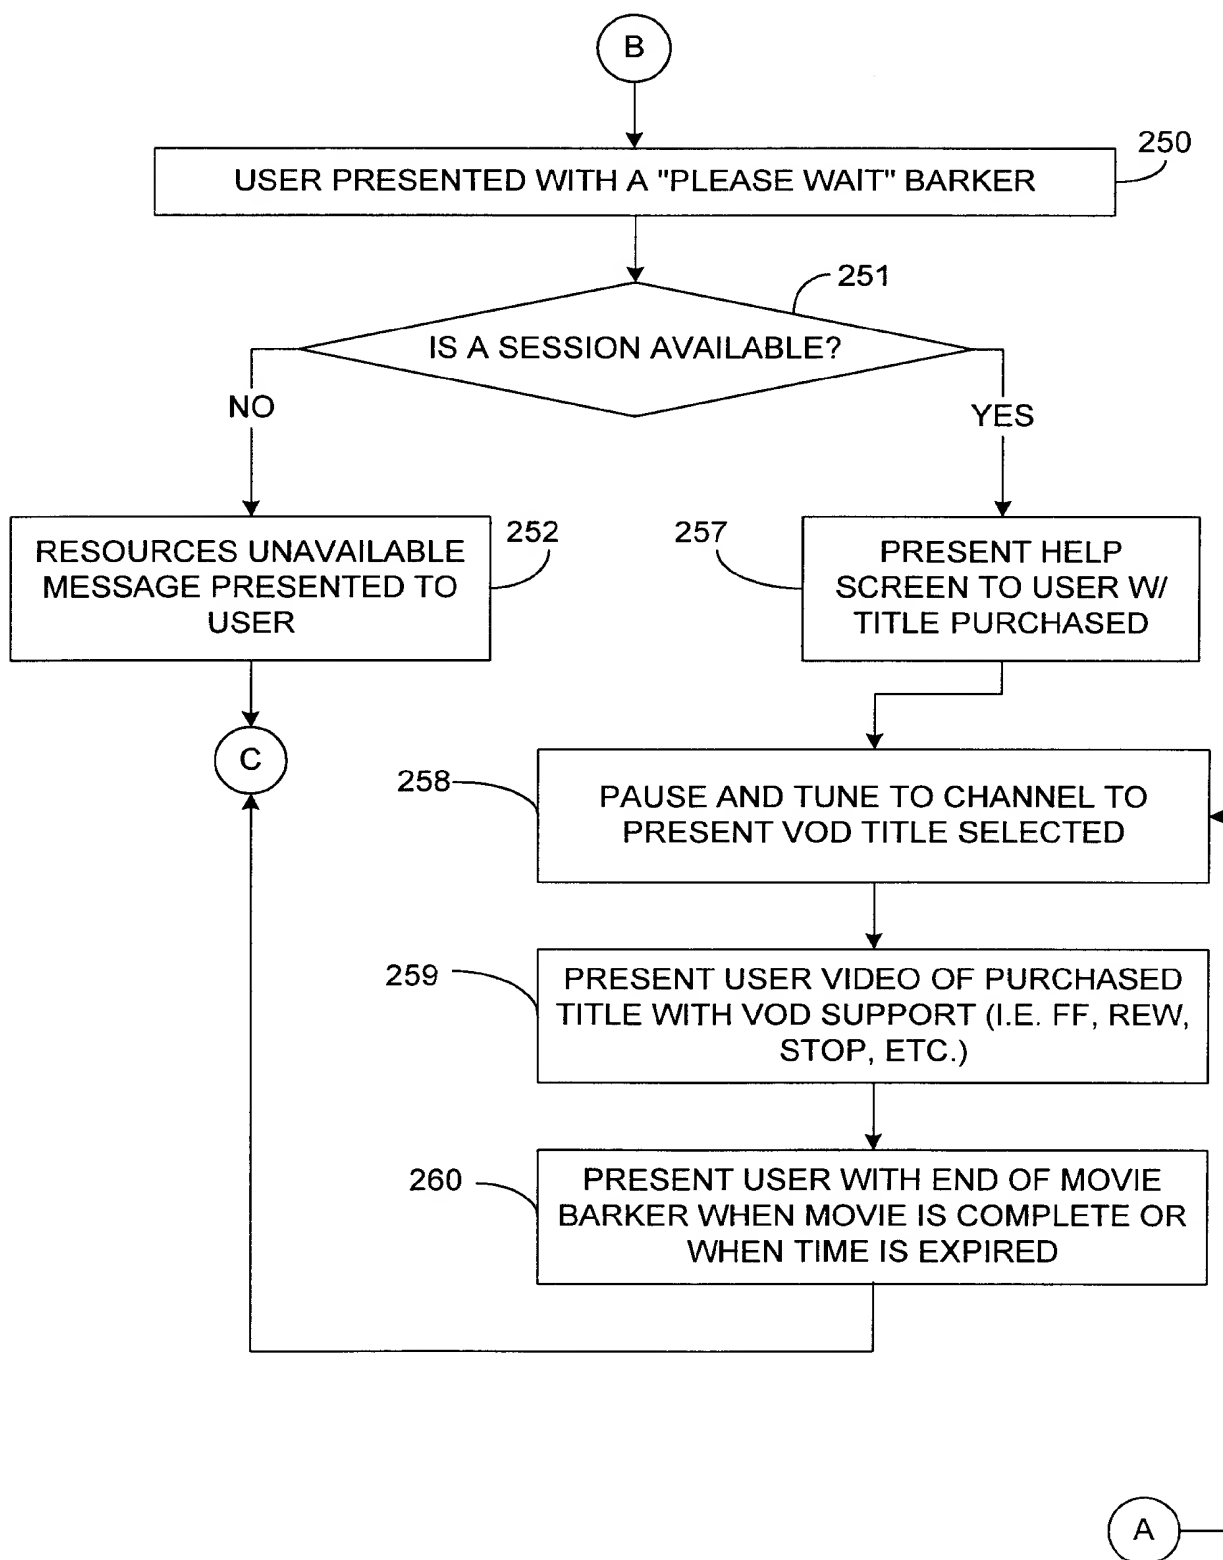 B
250
USER PRESENTED WITH A "PLEASE WAIT" BARKER
251
IS A SESSION AVAILABLE?
NO
YES
RESOURCES UNAVAILABLE
MESSAGE PRESENTED TO
USER
252
257
PRESENT HELP
SCREEN TO USER W/
TITLE PURCHASED
C
258
PAUSE AND TUNE TO CHANNEL TO
PRESENT VOD TITLE SELECTED
259
PRESENT USER VIDEO OF PURCHASED
TITLE WITH VOD SUPPORT (I.E. FF, REW,
STOP, ETC.)
260
PRESENT USER WITH END OF MOVIE
BARKER WHEN MOVIE IS COMPLETE OR
WHEN TIME IS EXPIRED
A